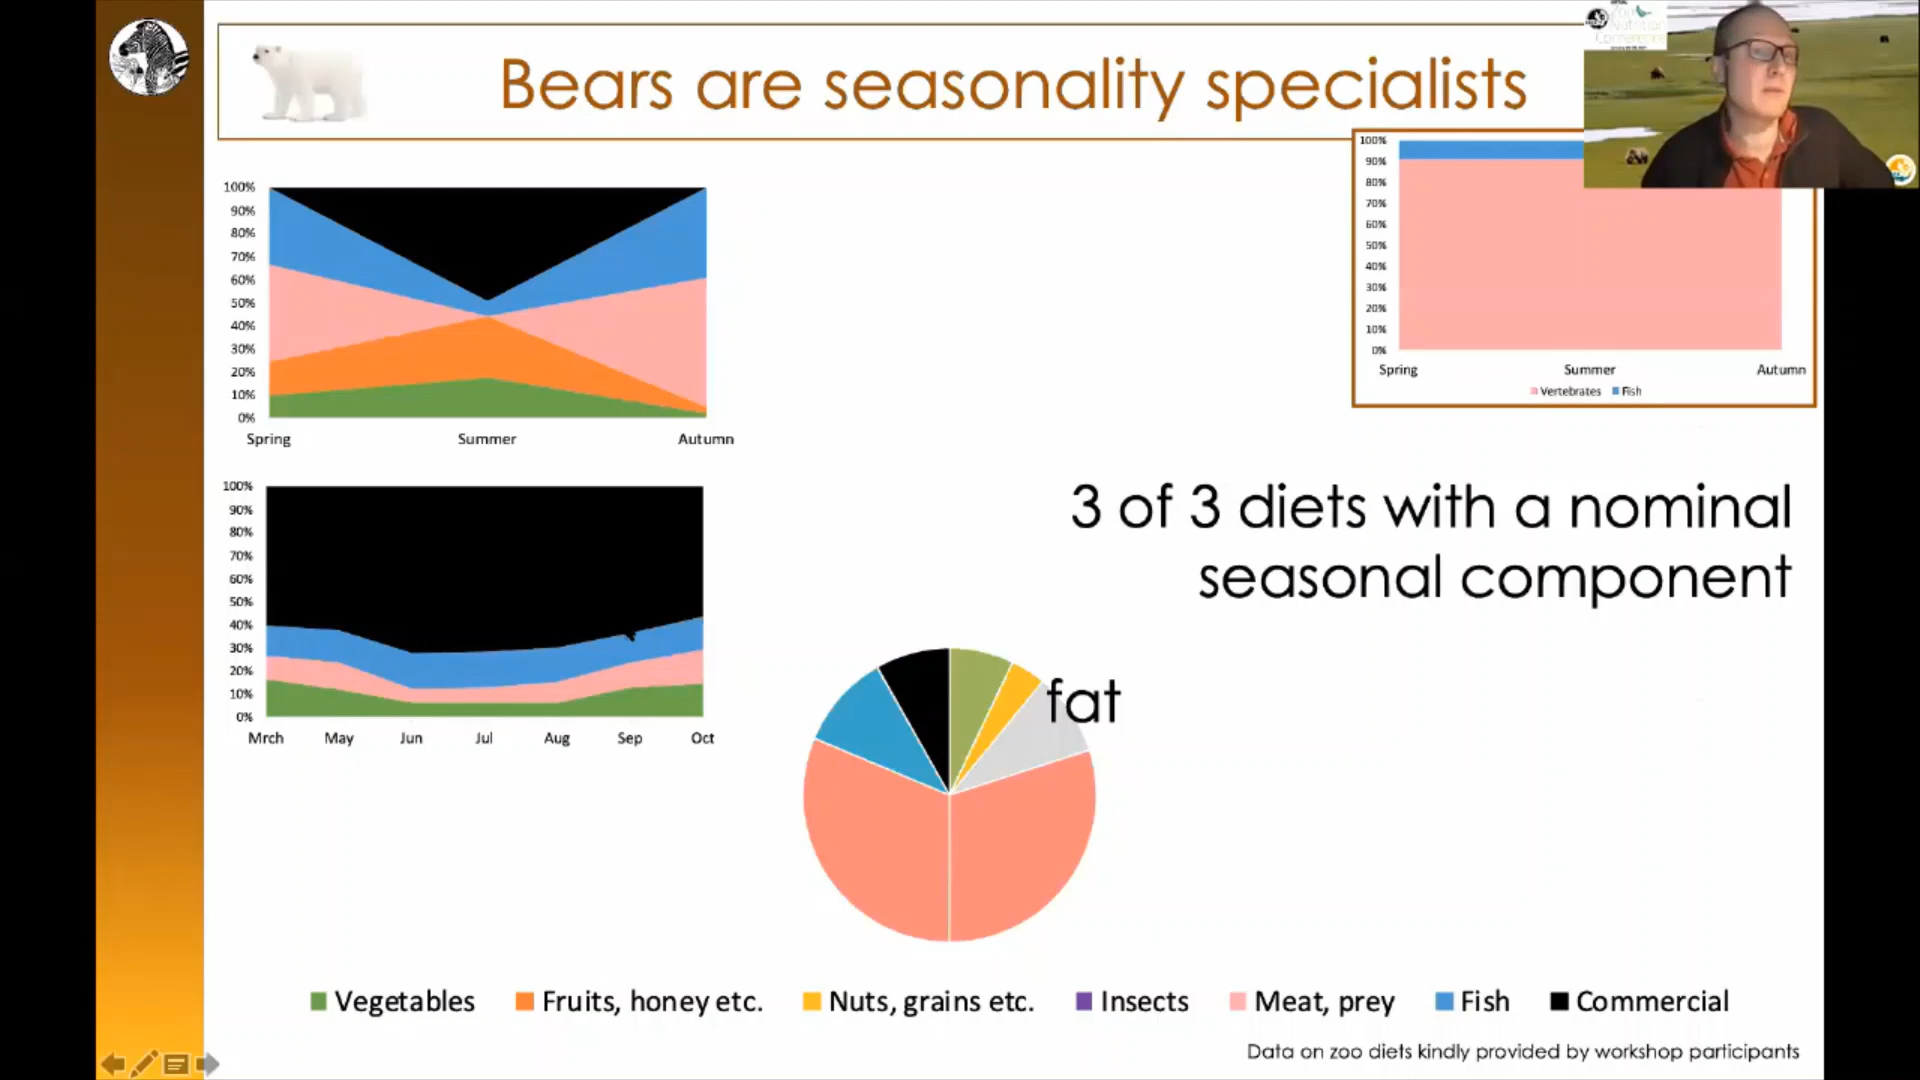 Bears are seasonality specialists
Zoo
Nutrition
Conference
100%
90%
80%
70%
60%
50%
40%
30%
20%
10%
0%
Spring Summer Autumn
Vertebrates Fish
100%
90%
80%
70%
60%
50%
40%
30%
20%
10%
0%
Spring Summer Autumn
100%
90%
80%
70%
60%
50%
40%
30%
20%
10%
0%
Mrch May Jun Jul Aug Sep Oct
3 of 3 diets with a nominal
seasonal component
fat
Vegetables Fruits, honey etc. Nuts, grains etc. Insects Meat, prey Fish Commercial
Data on zoo diets kindly provided by workshop participants